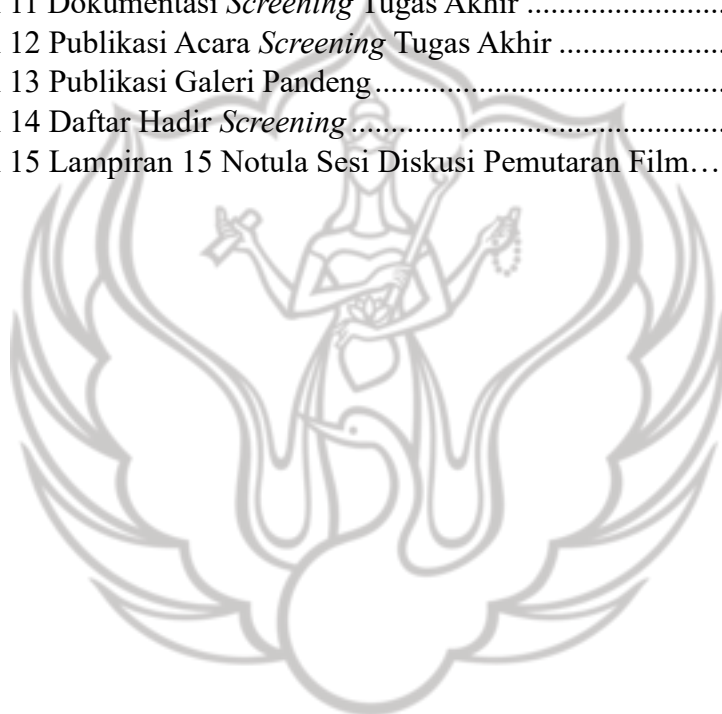 11 Dokumentasi Screening Tugas Akhir ........................
12 Publikasi Acara Screening Tugas Akhir ....................
13 Publikasi Galeri Pandeng...........................................
14 Daftar Hadir Screening..............................................
15 Lampiran 15 Notula Sesi Diskusi Pemutaran Film…